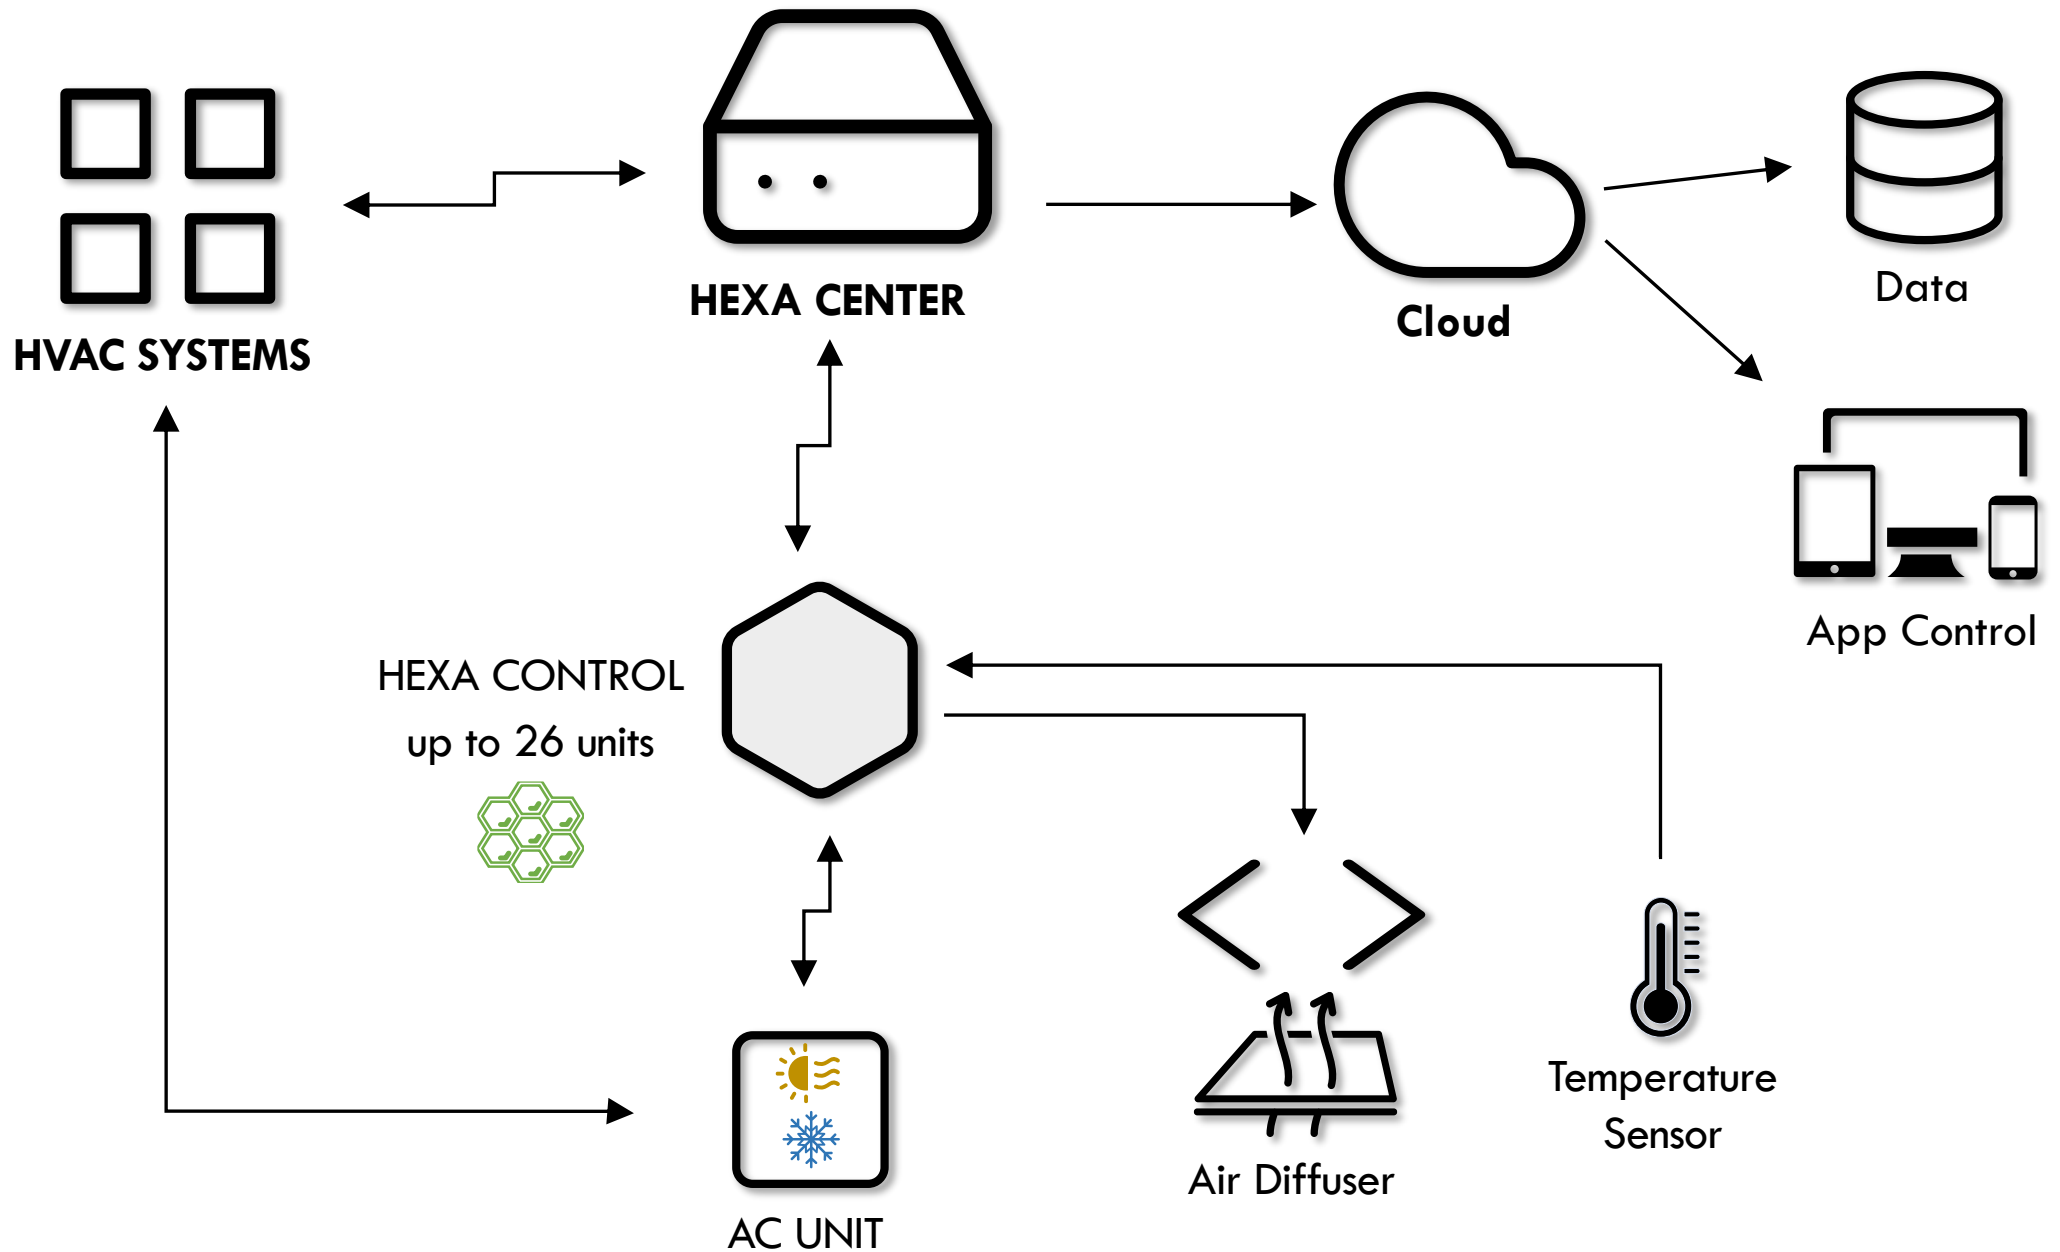 HEXA CENTER
Cloud
Data
HVAC SYSTEMS
App Control
HEXA CONTROL
up to 26 units
Temperature
Sensor
Air Diffuser
AC UNIT